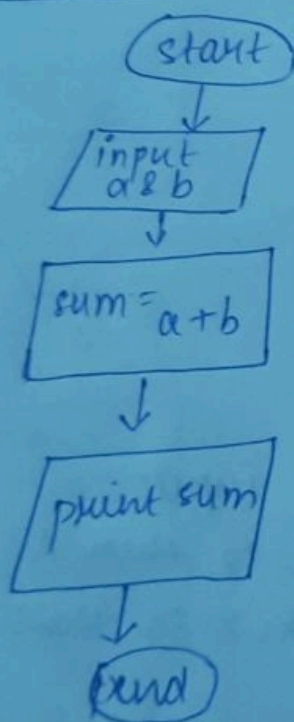 start
input
a & b
sum = a + b
print sum
end